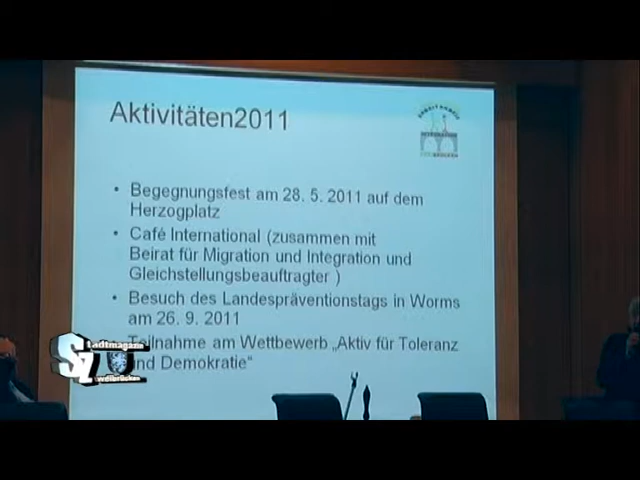 Aktivitäten2011
• Begegnungsfest am 28. 5. 2011 auf dem
Herzogplatz
• Café International (zusammen mit
Beirat für Migration und Integration und
Gleichstellungsbeauftragter )
• Besuch des Landespräventionstags in Worms
am 26. 9. 2011
Teilnahme am Wettbewerb „Aktiv für Toleranz
und Demokratie“
Stadtmagazin
Zweibrücken